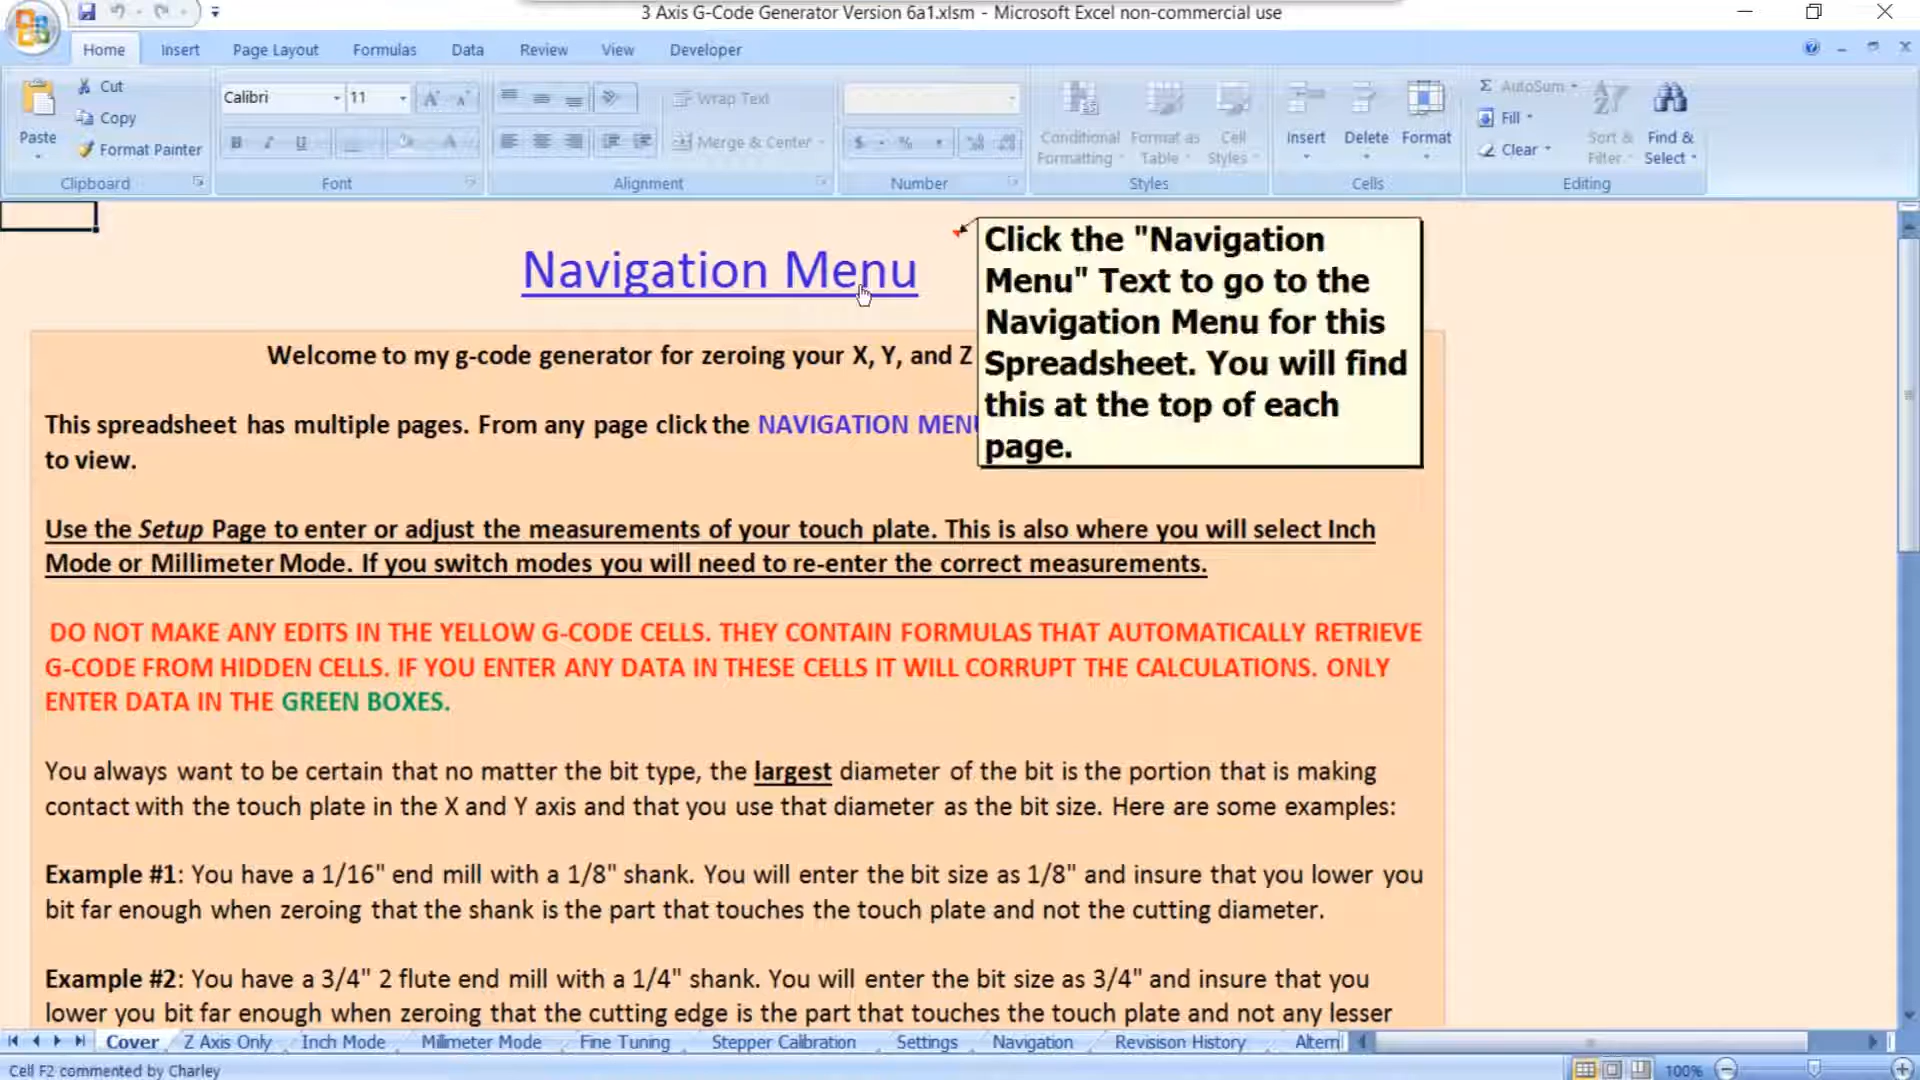 3 Axis G-Code Generator Version 6a1.xlsm - Microsoft Excel non-commercial use
Home Insert Page Layout Formulas Data Review View Developer
Paste
Cut
Copy
Format Painter
Clipboard
Calibri 11
B I U
Font
Wrap Text
Merge & Center
Alignment
$ % ,
Number
Conditional Formatting
Format as Table
Cell Styles
Styles
Insert Delete Format
Cells
Σ AutoSum
Fill
Clear
Sort & Filter
Find & Select
Editing
Navigation Menu
Click the "Navigation
Menu" Text to go to the
Navigation Menu for this
Spreadsheet. You will find
this at the top of each
page.
Welcome to my g-code generator for zeroing your X, Y, and Z
This spreadsheet has multiple pages. From any page click the NAVIGATION MENU
to view.
Use the Setup Page to enter or adjust the measurements of your touch plate. This is also where you will select Inch
Mode or Millimeter Mode. If you switch modes you will need to re-enter the correct measurements.
DO NOT MAKE ANY EDITS IN THE YELLOW G-CODE CELLS. THEY CONTAIN FORMULAS THAT AUTOMATICALLY RETRIEVE
G-CODE FROM HIDDEN CELLS. IF YOU ENTER ANY DATA IN THESE CELLS IT WILL CORRUPT THE CALCULATIONS. ONLY
ENTER DATA IN THE GREEN BOXES.
You always want to be certain that no matter the bit type, the largest diameter of the bit is the portion that is making
contact with the touch plate in the X and Y axis and that you use that diameter as the bit size. Here are some examples:
Example #1: You have a 1/16" end mill with a 1/8" shank. You will enter the bit size as 1/8" and insure that you lower you
bit far enough when zeroing that the shank is the part that touches the touch plate and not the cutting diameter.
Example #2: You have a 3/4" 2 flute end mill with a 1/4" shank. You will enter the bit size as 3/4" and insure that you
lower you bit far enough when zeroing that the cutting edge is the part that touches the touch plate and not any lesser
Cover Z Axis Only Inch Mode Millimeter Mode Fine Tuning Stepper Calibration Settings Navigation Revisison History Altern
Cell F2 commented by Charley 100%